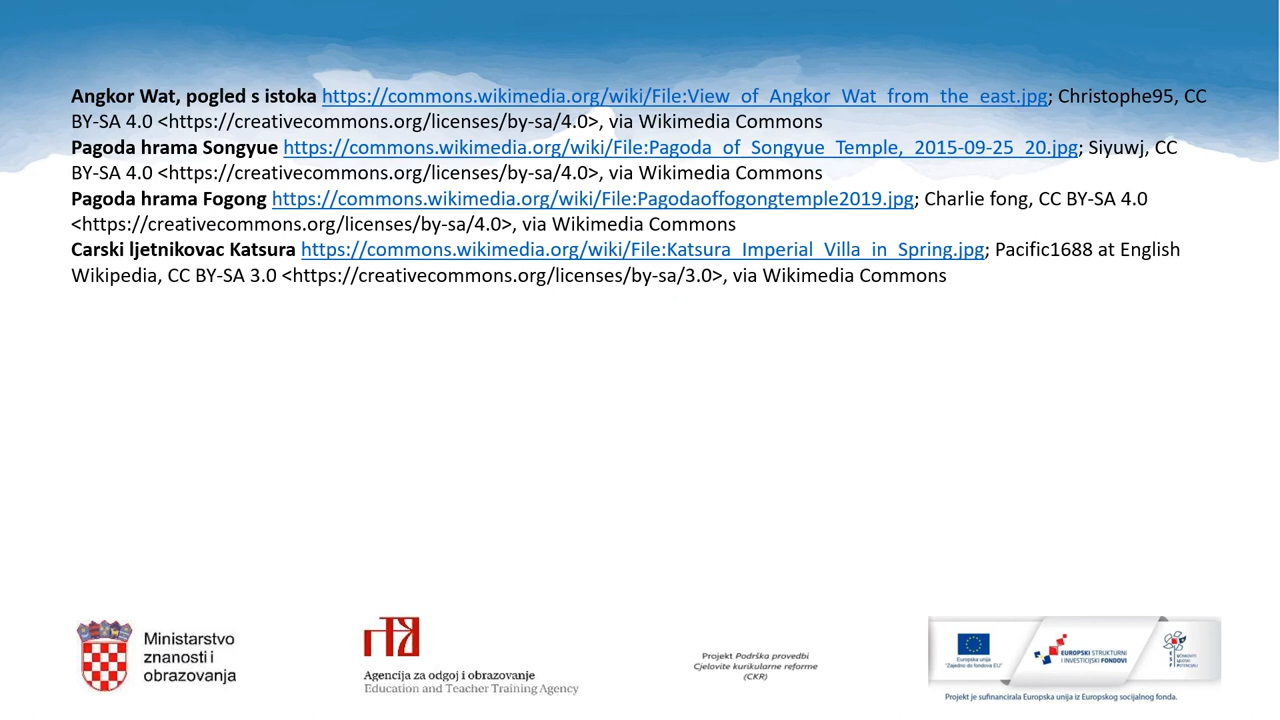 Angkor Wat, pogled s istoka https://commons.wikimedia.org/wiki/File:View_of_Angkor_Wat_from_the_east.jpg; Christophe95, CC
BY-SA 4.0 <https://creativecommons.org/licenses/by-sa/4.0>, via Wikimedia Commons
Pagoda hrama Songyue https://commons.wikimedia.org/wiki/File:Pagoda_of_Songyue_Temple,_2015-09-25_20.jpg; Siyuwj, CC
BY-SA 4.0 <https://creativecommons.org/licenses/by-sa/4.0>, via Wikimedia Commons
Pagoda hrama Fogong https://commons.wikimedia.org/wiki/File:Pagodaoffogongtemple2019.jpg; Charlie fong, CC BY-SA 4.0
<https://creativecommons.org/licenses/by-sa/4.0>, via Wikimedia Commons
Carski ljetnikovac Katsura https://commons.wikimedia.org/wiki/File:Katsura_Imperial_Villa_in_Spring.jpg; Pacific1688 at English
Wikipedia, CC BY-SA 3.0 <https://creativecommons.org/licenses/by-sa/3.0>, via Wikimedia Commons
Ministarstvo
znanosti i
obrazovanja
Agencija za odgoj i obrazovanje
Education and Teacher Training Agency
Projekt Podrška provedbi
Cjelovite kurikularne reforme
(CKR)
Europska unija
"Zajedno do fondova EU"
EUROPSKI STRUKTURNI
I INVESTICIJSKI FONDOVI
Projekt je sufinancirala Europska unija iz Europskog socijalnog fonda.